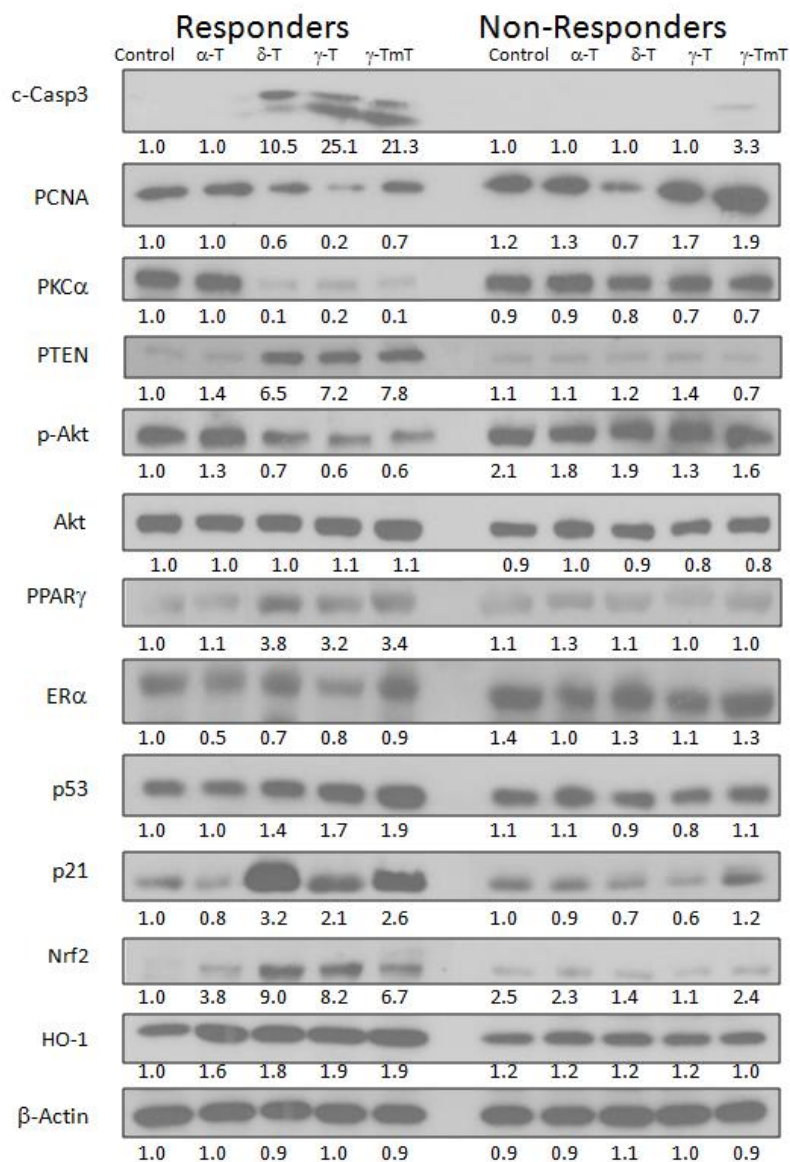 Responders Non-Responders
Control α-T δ-T γ-T γ-TmT Control α-T δ-T γ-T γ-TmT
c-Casp3
1.0 1.0 10.5 25.1 21.3 1.0 1.0 1.0 1.0 3.3
PCNA
1.0 1.0 0.6 0.2 0.7 1.2 1.3 0.7 1.7 1.9
PKCα
1.0 1.0 0.1 0.2 0.1 0.9 0.9 0.8 0.7 0.7
PTEN
1.0 1.4 6.5 7.2 7.8 1.1 1.1 1.2 1.4 0.7
p-Akt
1.0 1.3 0.7 0.6 0.6 2.1 1.8 1.9 1.3 1.6
Akt
1.0 1.0 1.0 1.1 1.1 0.9 1.0 0.9 0.8 0.8
PPARγ
1.0 1.1 3.8 3.2 3.4 1.1 1.3 1.1 1.0 1.0
ERα
1.0 0.5 0.7 0.8 0.9 1.4 1.0 1.3 1.1 1.3
p53
1.0 1.0 1.4 1.7 1.9 1.1 1.1 0.9 0.8 1.1
p21
1.0 0.8 3.2 2.1 2.6 1.0 0.9 0.7 0.6 1.2
Nrf2
1.0 3.8 9.0 8.2 6.7 2.5 2.3 1.4 1.1 2.4
HO-1
1.0 1.6 1.8 1.9 1.9 1.2 1.2 1.2 1.2 1.0
β-Actin
1.0 1.0 0.9 1.0 0.9 0.9 0.9 1.1 1.0 0.9